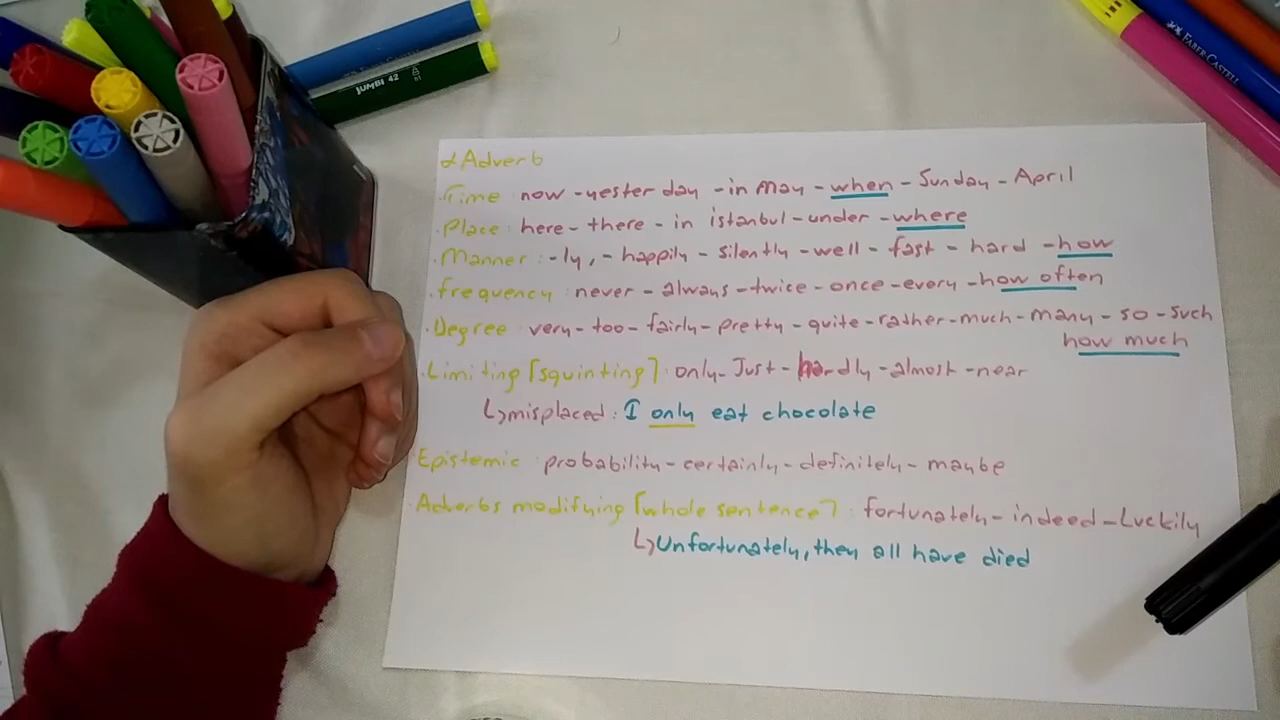 JUMBI 42
FABER-CASTELL
α Adverb
·Time: now - yesterday - in May - when - Sunday - April
·Place: here - there - in istanbul - under - where
·Manner: -ly, - happily - silently - well - fast - hard - how
·frequency: never - always - twice - once - every - how often
·Degree: very - too - fairly - pretty - quite - rather - much - many - so - such
how much
·Limiting [squinting]: only - Just - hardly - almost - near
↳misplaced: I only eat chocolate
Epistemic: probability - certainly - definitely - maybe
·Adverbs modifying [whole sentence]: fortunately - indeed - Luckily
↳Unfortunately, they all have died